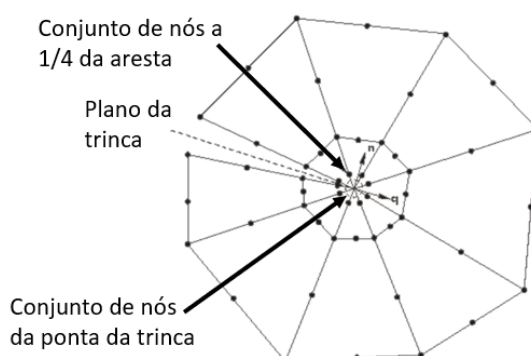 Conjunto de nós a
1/4 da aresta
Plano da
trinca
n
q
Conjunto de nós
da ponta da trinca